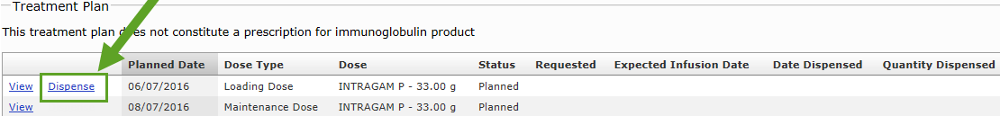 Treatment Plan
This treatment plan does not constitute a prescription for immunoglobulin product
Planned Date Dose Type Dose Status Requested Expected Infusion Date Date Dispensed Quantity Dispensed
View Dispense 06/07/2016 Loading Dose INTRAGAM P - 33.00 g Planned
View 08/07/2016 Maintenance Dose INTRAGAM P - 33.00 g Planned